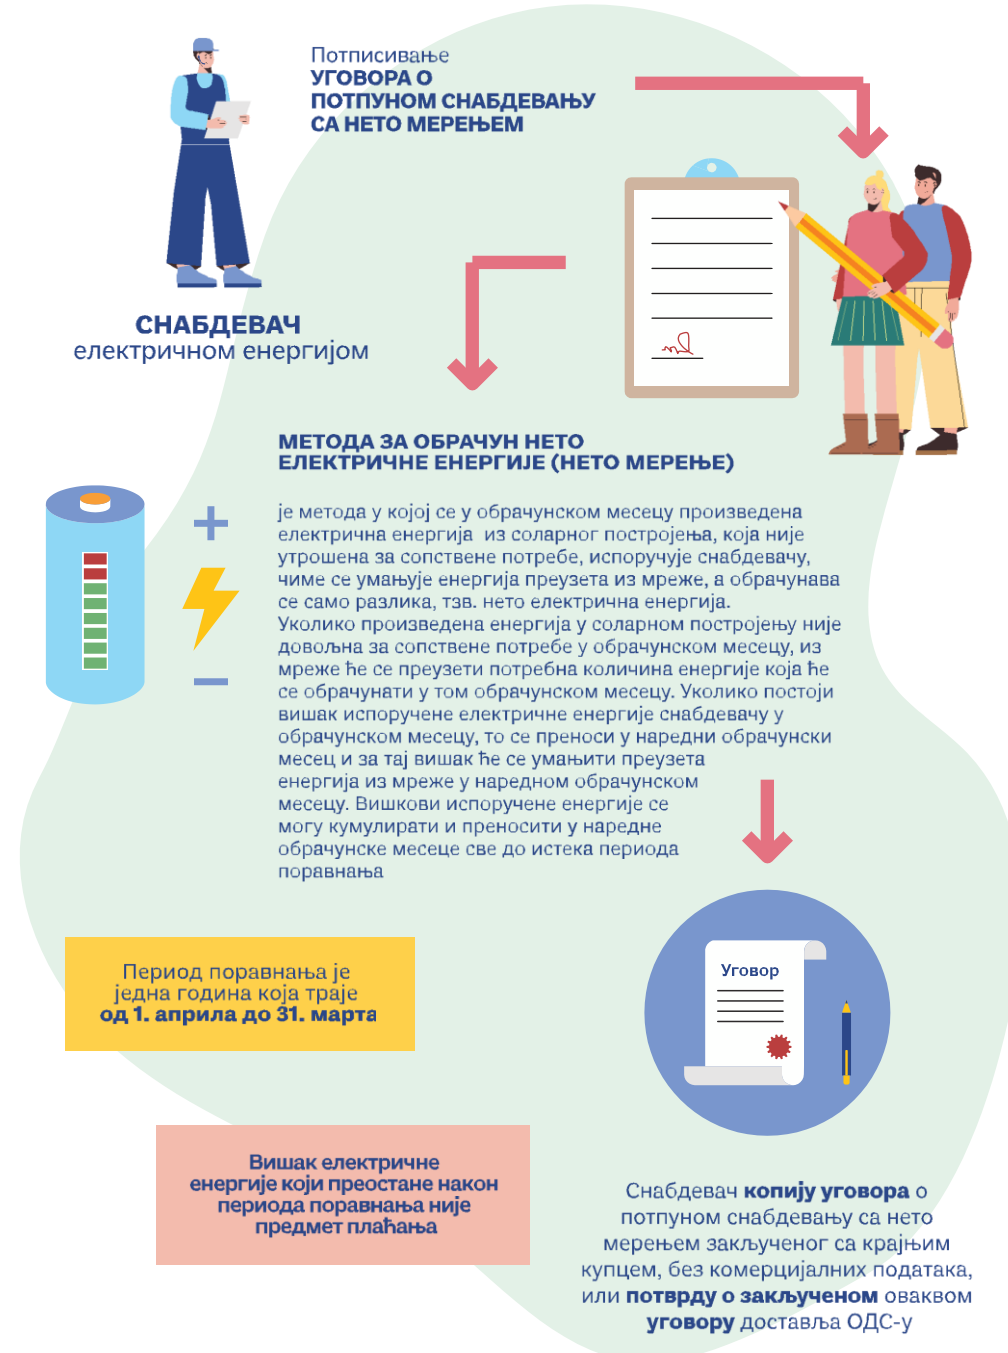 Потписивање
УГОВОРА О
ПОТПУНОМ СНАБДЕВАЊУ
СА НЕТО МЕРЕЊЕМ
СНАБДЕВАЧ
електричном енергијом
МЕТОДА ЗА ОБРАЧУН НЕТО
ЕЛЕКТРИЧНЕ ЕНЕРГИЈЕ (НЕТО МЕРЕЊЕ)
је метода у којој се у обрачунском месецу произведена
електрична енергија из соларног постројења, која није
утрошена за сопствене потребе, испоручује снабдевачу,
чиме се умањује енергија преузета из мреже, а обрачунава
се само разлика, тзв. нето електрична енергија.
Уколико произведена енергија у соларном постројењу није
довољна за сопствене потребе у обрачунском месецу, из
мреже ће се преузети потребна количина енергије која ће
се обрачунати у том обрачунском месецу. Уколико постоји
вишак испоручене електричне енергије снабдевачу у
обрачунском месецу, то се преноси у наредни обрачунски
месец и за тај вишак ће се умањити преузета
енергија из мреже у наредном обрачунском
месецу. Вишкови испоручене енергије се
могу кумулирати и преносити у наредне
обрачунске месеце све до истека периода
поравнања
Период поравнања је
једна година која траје
од 1. априла до 31. марта
Уговор
Вишак електричне
енергије који преостане након
периода поравнања није
предмет плаћања
Снабдевач копију уговора о
потпуном снабдевању са нето
мерењем закљученог са крајњим
купцем, без комерцијалних података,
или потврду о закљученом оваквом
уговору доставља ОДС-у